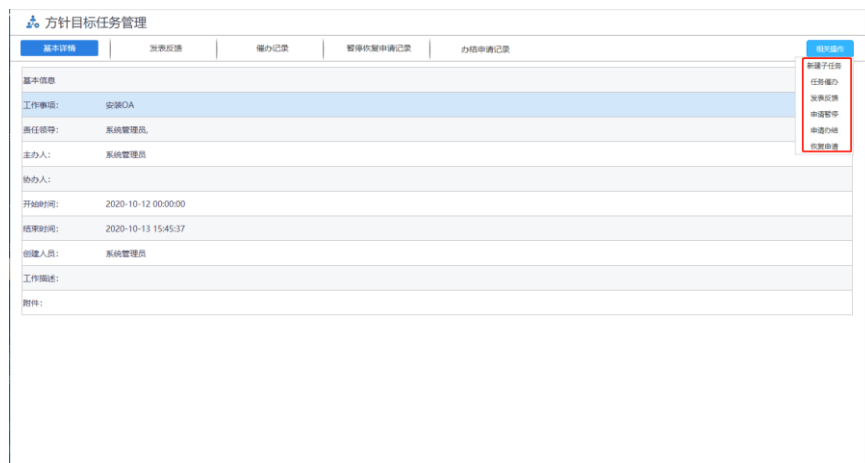 方针目标任务管理
基本详情 发表反馈 催办记录 暂停恢复申请记录 办结申请记录 相关操作
新建子任务
任务催办
发表反馈
申请暂停
申请办结
恢复申请
基本信息
工作事项： 安装OA
责任领导： 系统管理员,
主办人： 系统管理员
协办人：
开始时间： 2020-10-12 00:00:00
结束时间： 2020-10-13 15:45:37
创建人员： 系统管理员
工作描述：
附件：